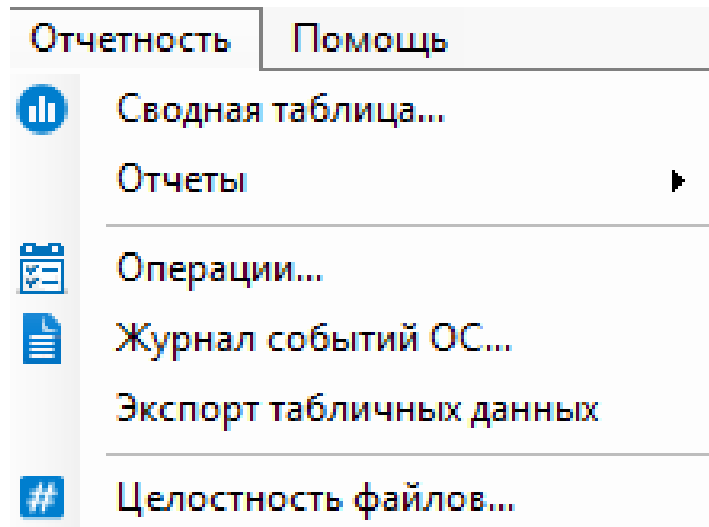 Отчетность Помощь
Сводная таблица...
Отчеты
Операции...
Журнал событий ОС...
Экспорт табличных данных
# Целостность файлов...